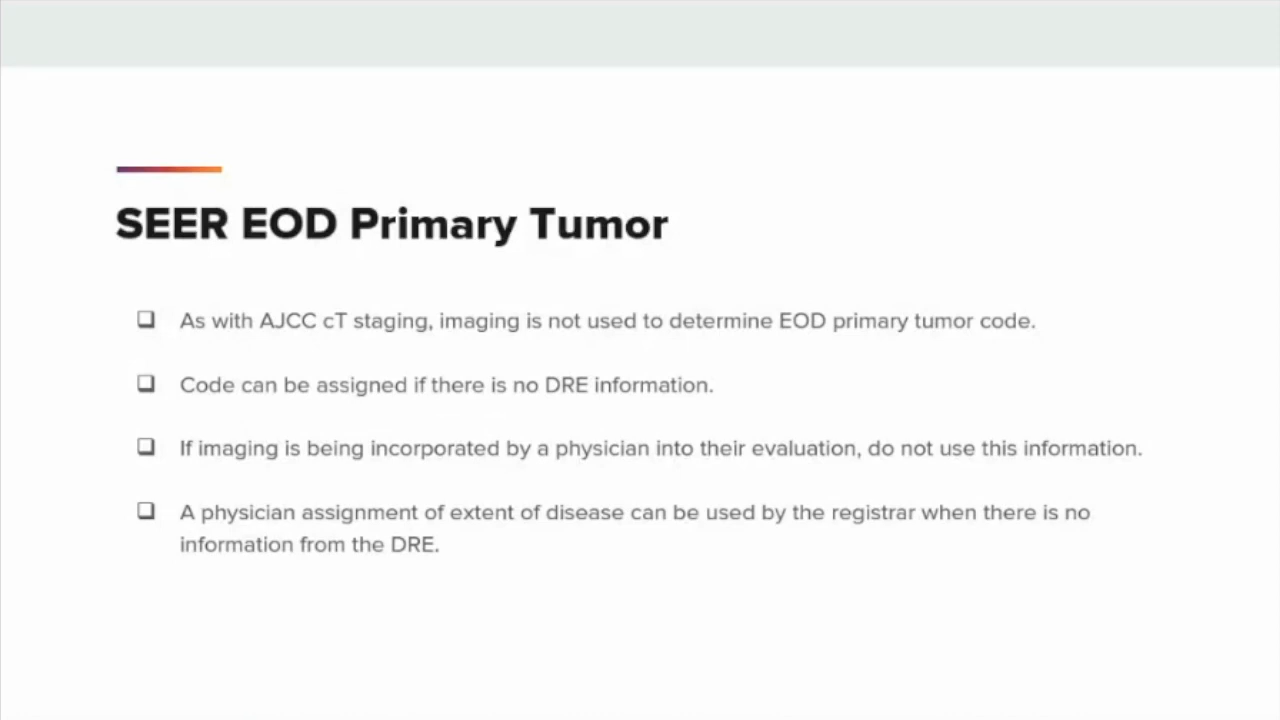 SEER EOD Primary Tumor
As with AJCC cT staging, imaging is not used to determine EOD primary tumor code.
Code can be assigned if there is no DRE information.
If imaging is being incorporated by a physician into their evaluation, do not use this information.
A physician assignment of extent of disease can be used by the registrar when there is no
information from the DRE.